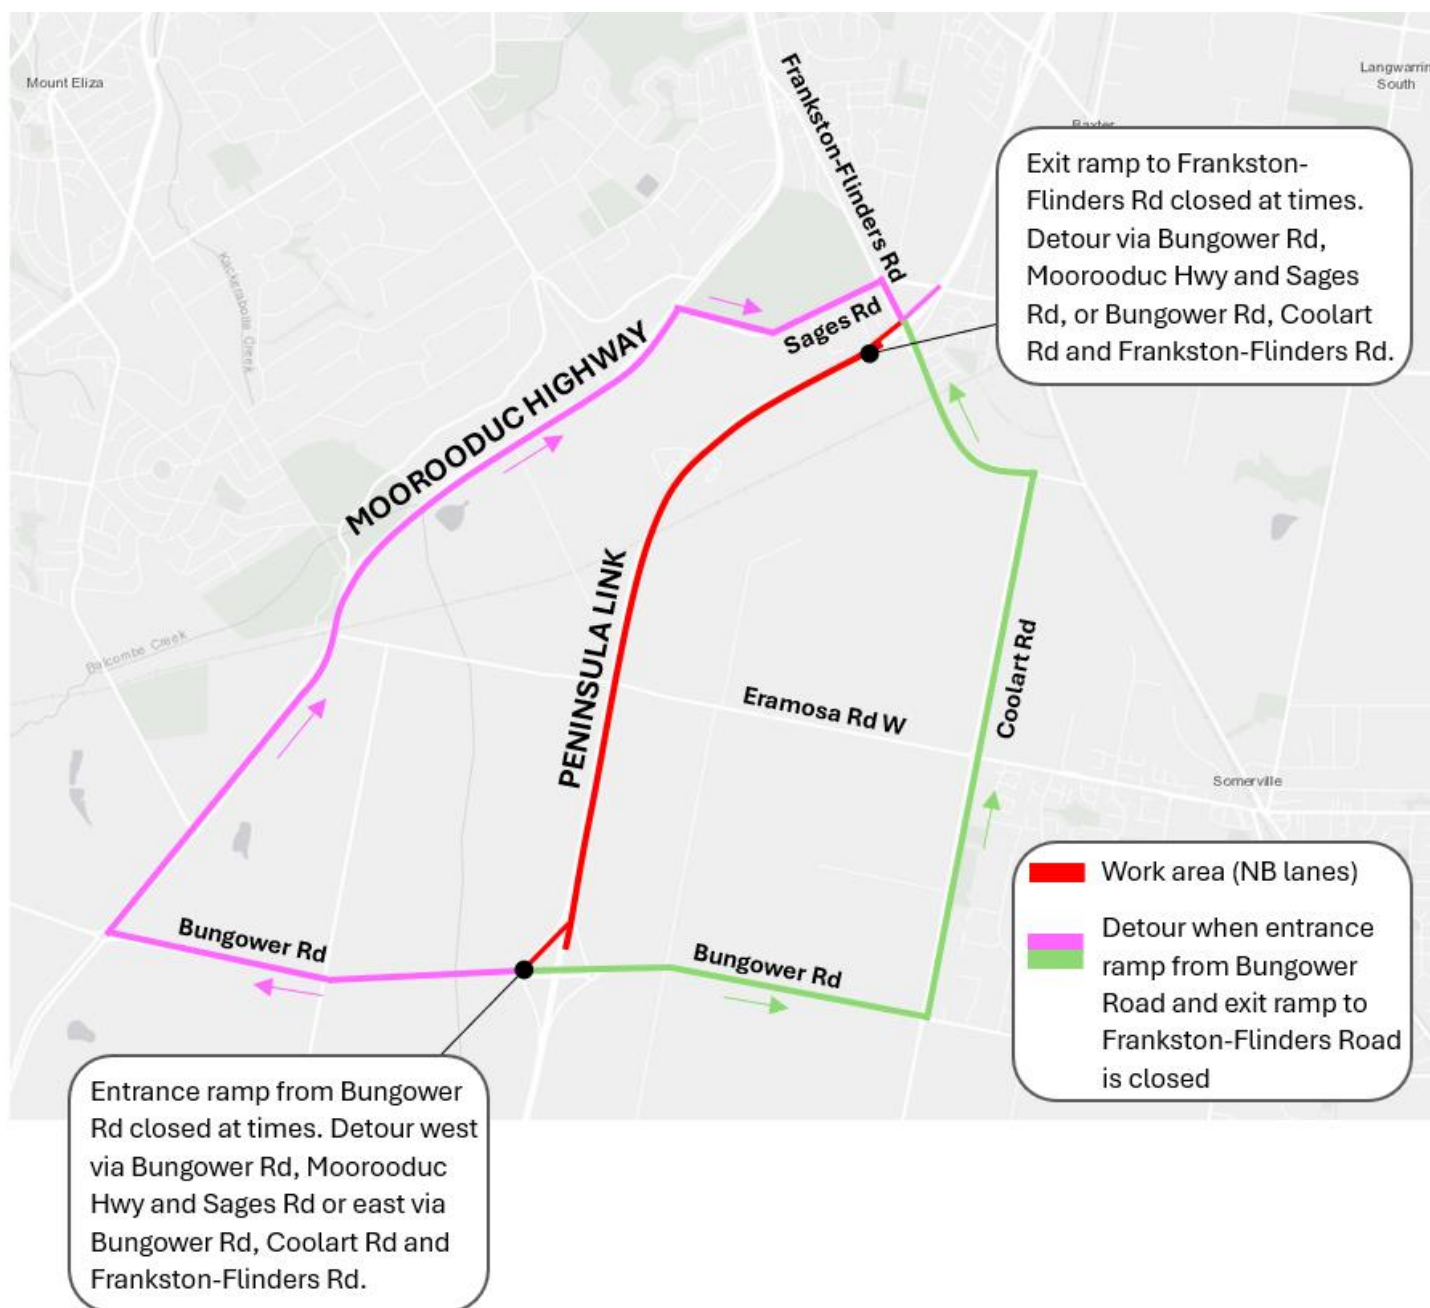 Mount Eliza
Langwarrin
South
Baxter
Frankston-Flinders Rd
Exit ramp to Frankston-
Flinders Rd closed at times.
Detour via Bungower Rd,
Moorooduc Hwy and Sages
Rd, or Bungower Rd, Coolart
Rd and Frankston-Flinders Rd.
Kackeraboite Creek
Sages Rd
MOOROODUC HIGHWAY
PENINSULA LINK
Balcombe Creek
Coolart Rd
Eramosa Rd W
Somerville
Work area (NB lanes)
Detour when entrance
ramp from Bungower
Road and exit ramp to
Frankston-Flinders Road
is closed
Bungower Rd
Bungower Rd
Entrance ramp from Bungower
Rd closed at times. Detour west
via Bungower Rd, Moorooduc
Hwy and Sages Rd or east via
Bungower Rd, Coolart Rd and
Frankston-Flinders Rd.